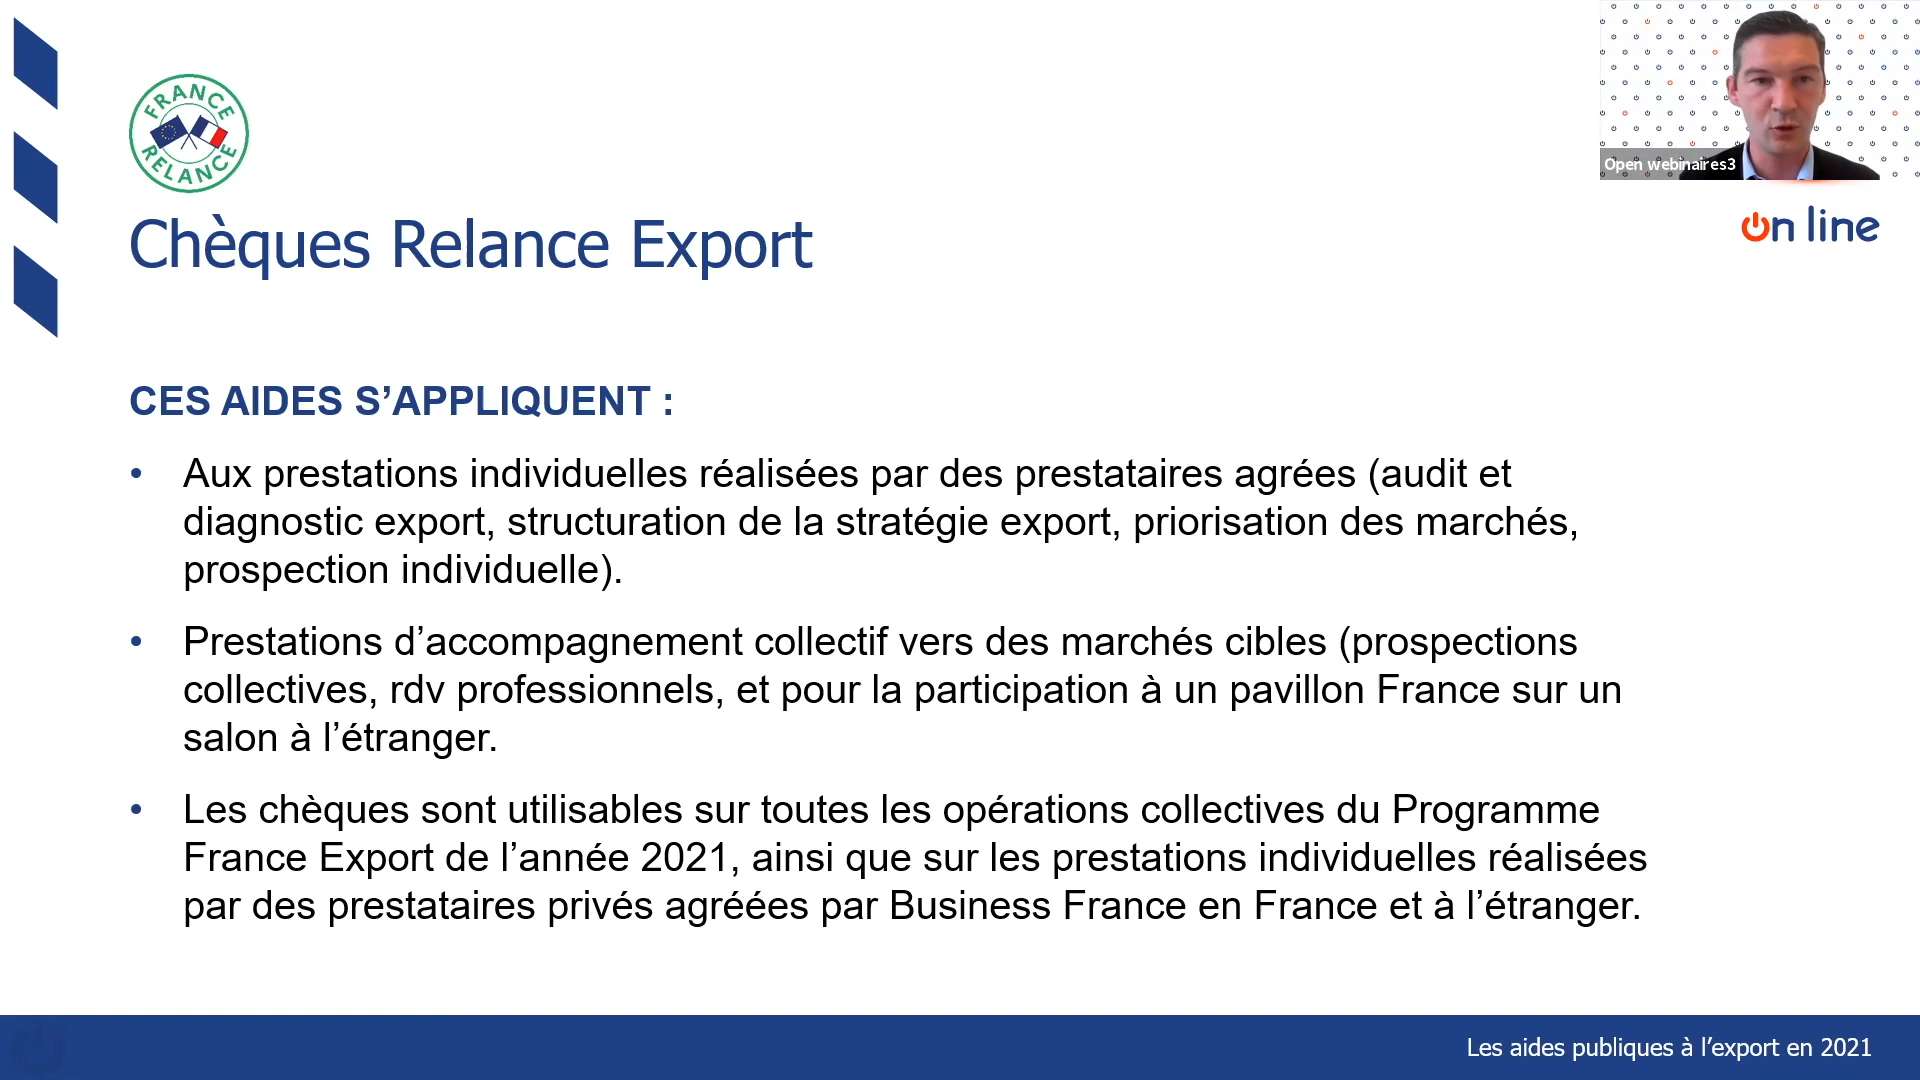 FRANCE
RELANCE
Open webinaires3
On line
Chèques Relance Export
CES AIDES S’APPLIQUENT :
• Aux prestations individuelles réalisées par des prestataires agrées (audit et
diagnostic export, structuration de la stratégie export, priorisation des marchés,
prospection individuelle).
• Prestations d’accompagnement collectif vers des marchés cibles (prospections
collectives, rdv professionnels, et pour la participation à un pavillon France sur un
salon à l’étranger.
• Les chèques sont utilisables sur toutes les opérations collectives du Programme
France Export de l’année 2021, ainsi que sur les prestations individuelles réalisées
par des prestataires privés agréées par Business France en France et à l’étranger.
Les aides publiques à l’export en 2021